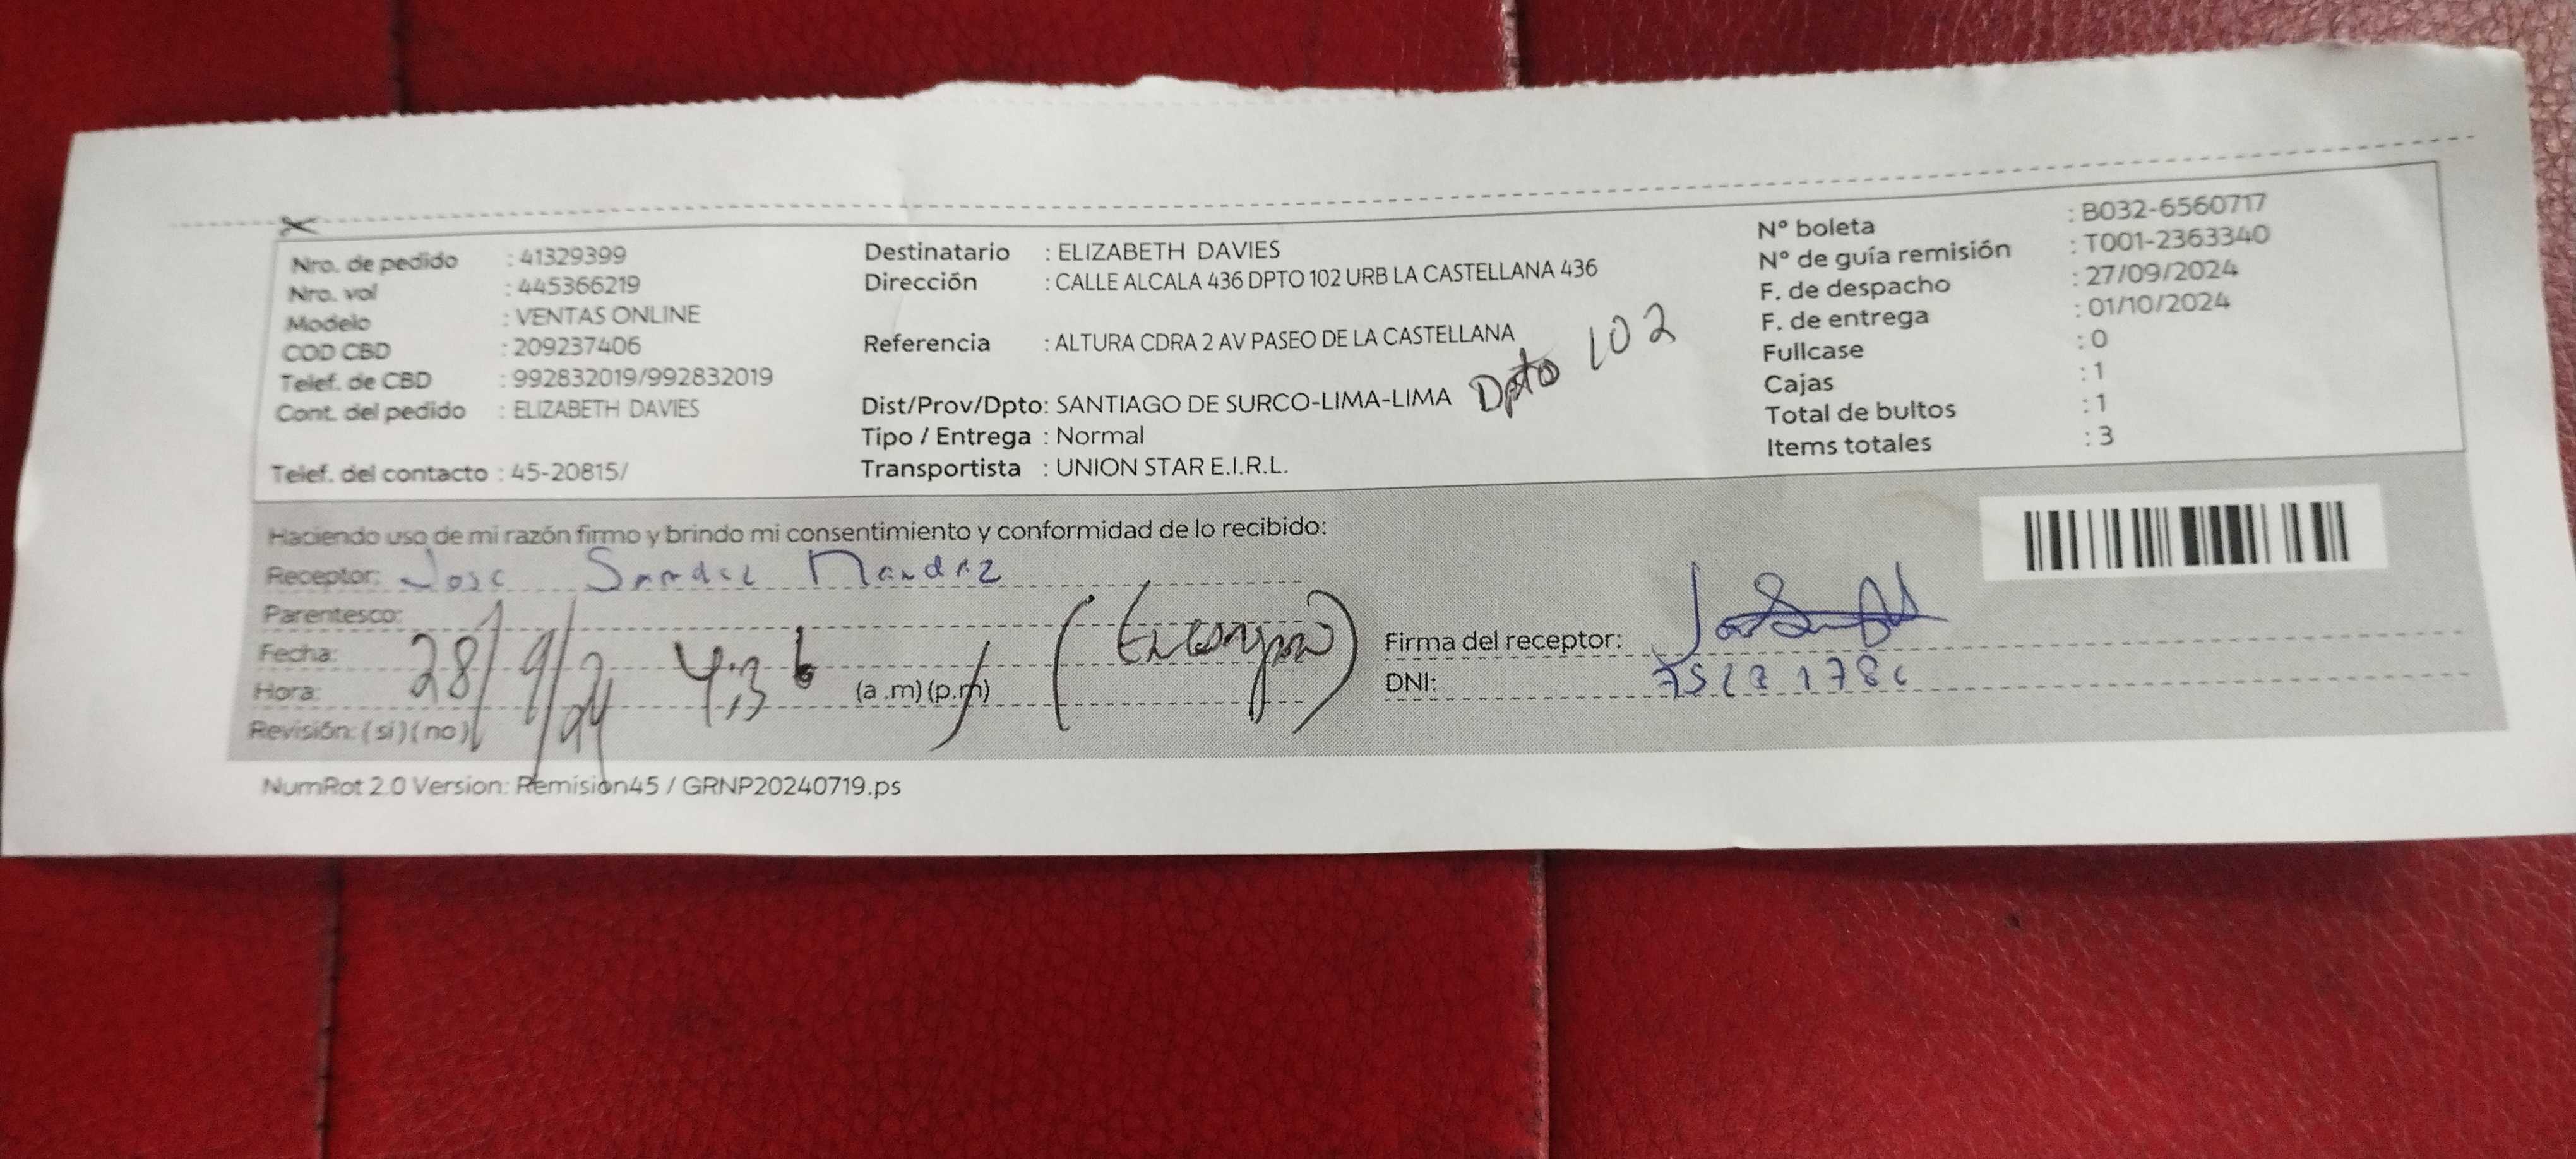 Nro. de pedido : 41329399
Nro. vol : 445366219
Modelo : VENTAS ONLINE
COD CBD : 209237406
Telef. de CBD : 992832019/992832019
Cont. del pedido : ELIZABETH DAVIES
Telef. del contacto : 45-20815/
Destinatario : ELIZABETH DAVIES
Dirección : CALLE ALCALA 436 DPTO 102 URB LA CASTELLANA 436
Referencia : ALTURA CDRA 2 AV PASEO DE LA CASTELLANA
Dpto 102
Dist/Prov/Dpto: SANTIAGO DE SURCO-LIMA-LIMA
Tipo / Entrega : Normal
Transportista : UNION STAR E.I.R.L.
N° boleta : B032-6560717
N° de guía remisión : T001-2363340
F. de despacho : 27/09/2024
F. de entrega : 01/10/2024
Fullcase : 0
Cajas : 1
Total de bultos : 1
Items totales : 3
Haciendo uso de mi razón firmo y brindo mi consentimiento y conformidad de lo recibido:
Receptor: Jose
Parentesco:
Fecha: 28/9/24
Hora: 4:36 (a.m)(p.m)
Revisión: (si)(no)
Firma del receptor:
DNI:
NumRot 2.0 Version: Remision45 / GRNP20240719.ps